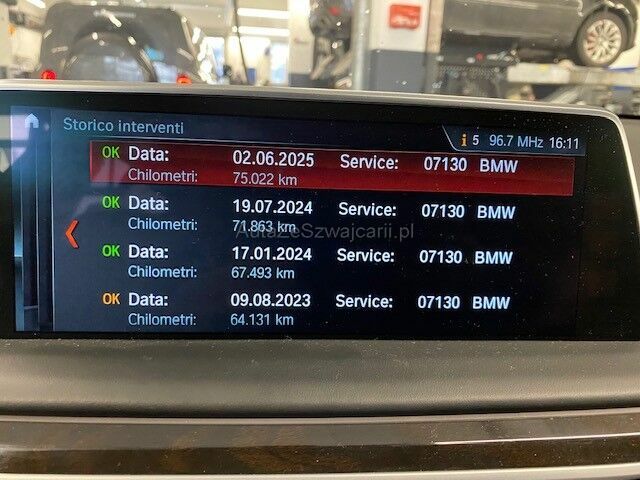 Storico interventi
i 5 96.7 MHz 16:11
OK Data: 02.06.2025 Service: 07130 BMW
Chilometri: 75.022 km
OK Data: 19.07.2024 Service: 07130 BMW
Chilometri: 71.863 km
AutaZeSzwajcarii.pl
OK Data: 17.01.2024 Service: 07130 BMW
Chilometri: 67.493 km
OK Data: 09.08.2023 Service: 07130 BMW
Chilometri: 64.131 km